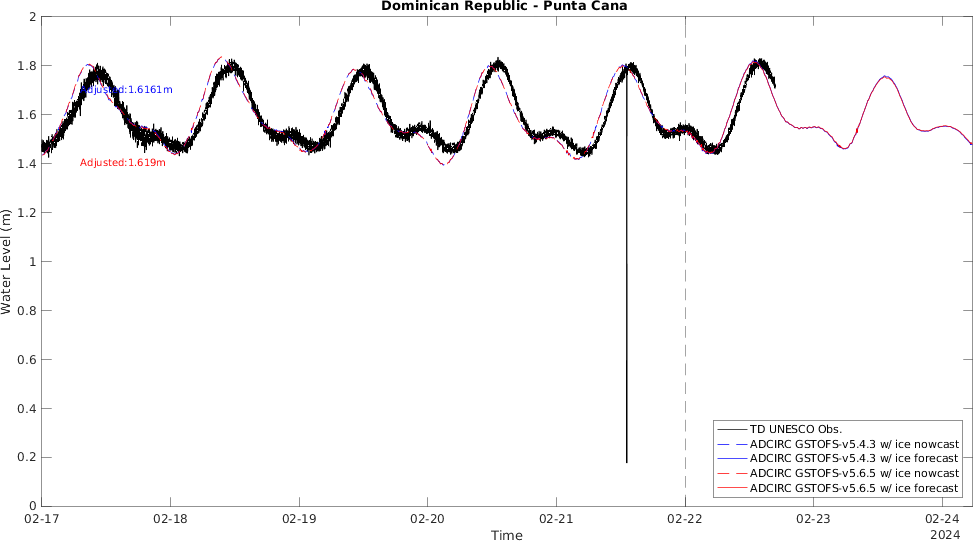 Dominican Republic - Punta Cana
Water Level (m)
2
1.8
1.6
1.4
1.2
1
0.8
0.6
0.4
0.2
0
Adjusted:1.6161m
Adjusted:1.619m
TD UNESCO Obs.
ADCIRC GSTOFS-v5.4.3 w/ ice nowcast
ADCIRC GSTOFS-v5.4.3 w/ ice forecast
ADCIRC GSTOFS-v5.6.5 w/ ice nowcast
ADCIRC GSTOFS-v5.6.5 w/ ice forecast
02-17 02-18 02-19 02-20 02-21 02-22 02-23 02-24
Time
2024